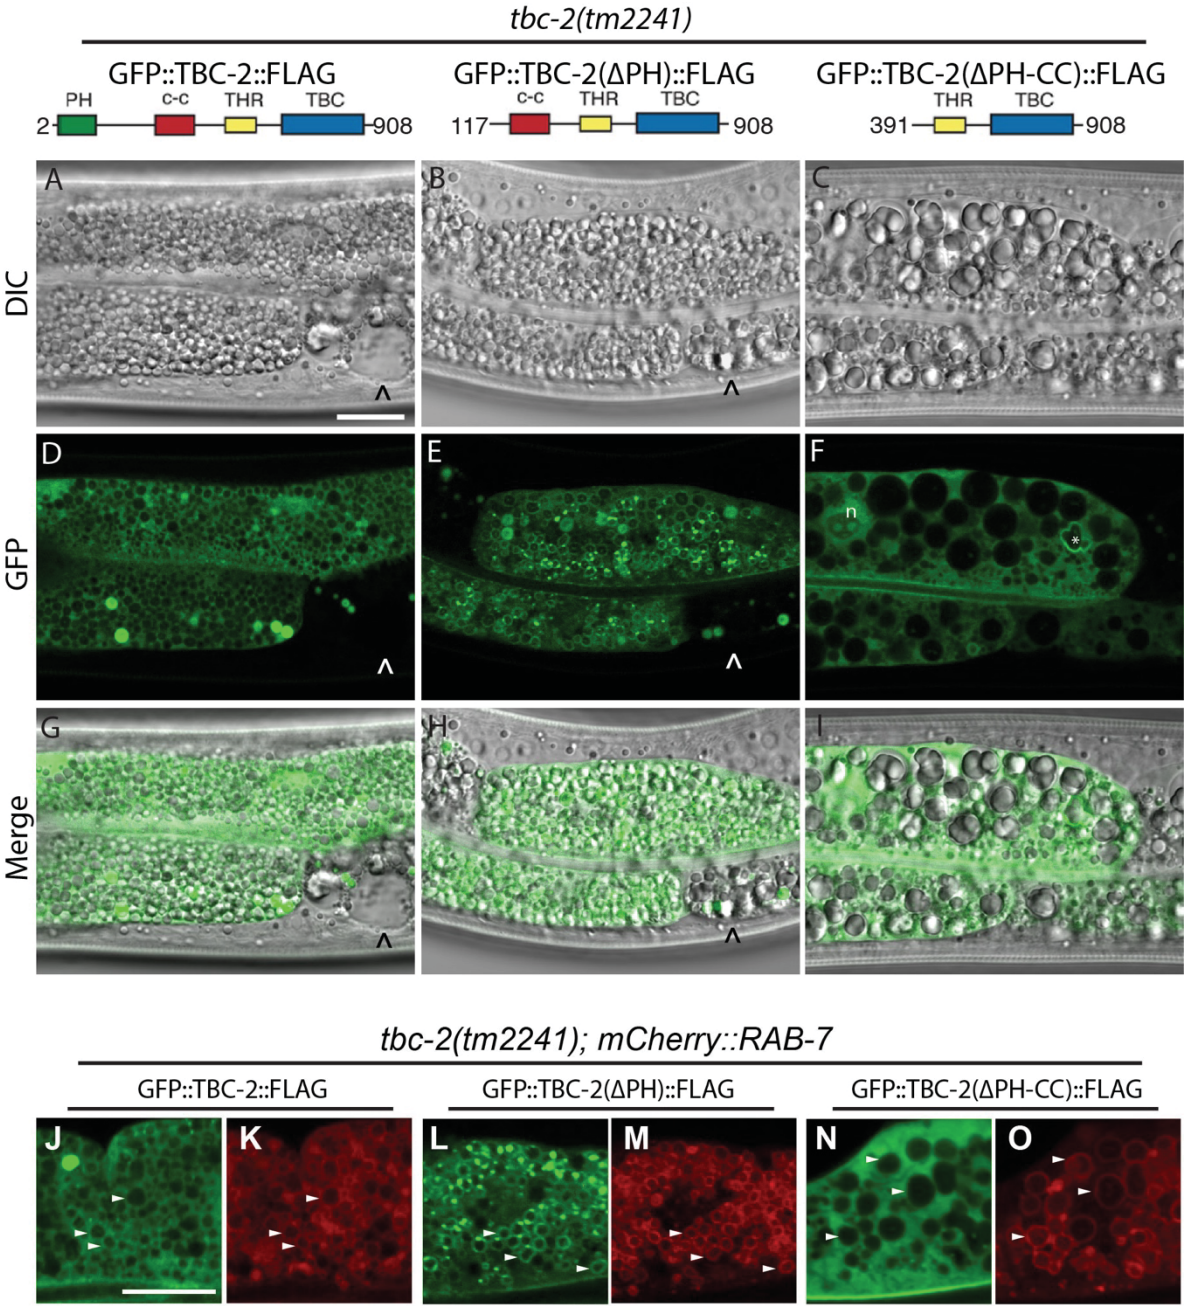 tbc-2(tm2241)
GFP::TBC-2::FLAG GFP::TBC-2(ΔPH)::FLAG GFP::TBC-2(ΔPH-CC)::FLAG
PH c-c THR TBC c-c THR TBC THR TBC
2 908 117 908 391 908
A B C
DIC
^ ^
D E F
n
*
GFP
^ ^
G H I
Merge
^ ^
tbc-2(tm2241); mCherry::RAB-7
GFP::TBC-2::FLAG GFP::TBC-2(ΔPH)::FLAG GFP::TBC-2(ΔPH-CC)::FLAG
J K L M N O